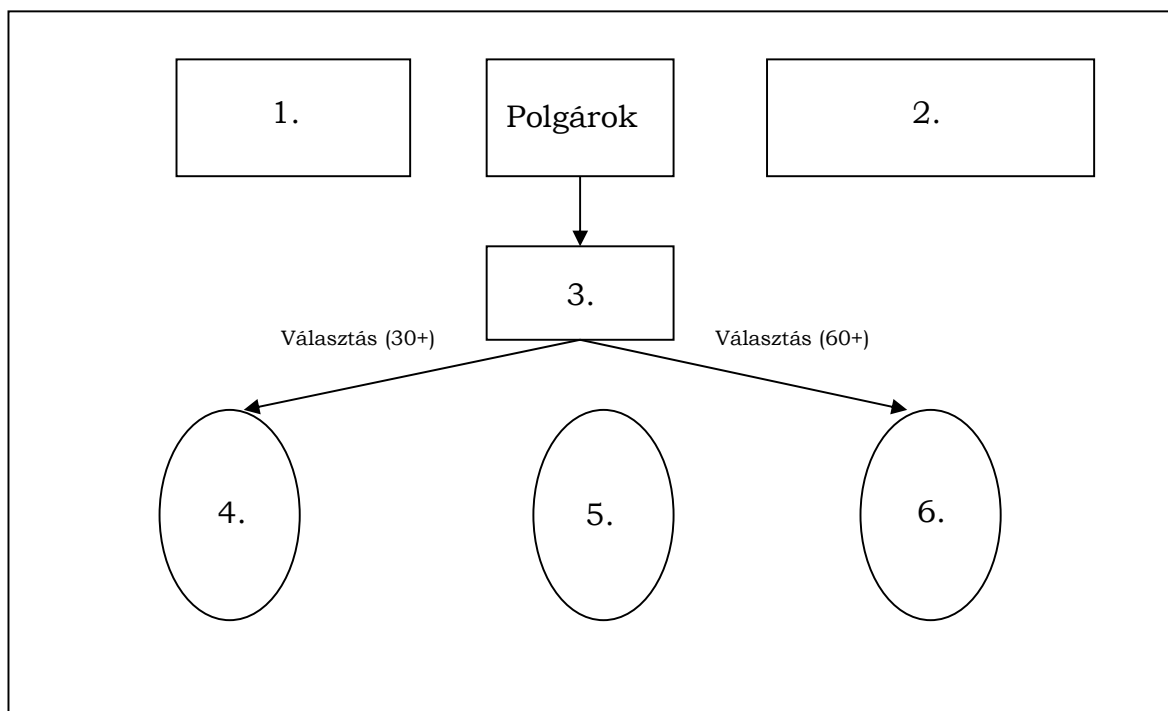 1.
Polgárok
2.
3.
Választás (30+)
Választás (60+)
4.
5.
6.